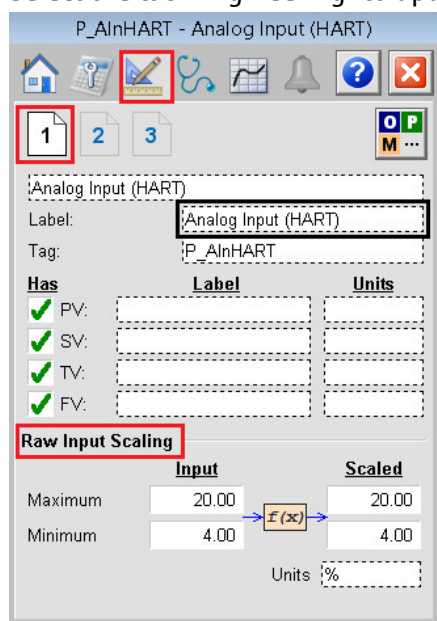 P_AInHART - Analog Input (HART)
?
1 2 3
O P
M ...
Analog Input (HART)
Label: Analog Input (HART)
Tag: P_AInHART
Has Label Units
PV:
SV:
TV:
FV:
Raw Input Scaling
Input Scaled
Maximum 20.00 f(x) 20.00
Minimum 4.00 4.00
Units %